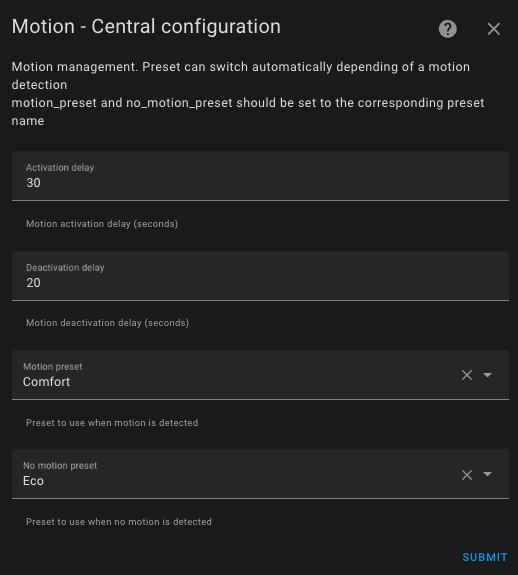 Motion - Central configuration
Motion management. Preset can switch automatically depending of a motion
detection
motion_preset and no_motion_preset should be set to the corresponding preset
name
Activation delay
30
Motion activation delay (seconds)
Deactivation delay
20
Motion deactivation delay (seconds)
Motion preset
Comfort
Preset to use when motion is detected
No motion preset
Eco
Preset to use when no motion is detected
SUBMIT